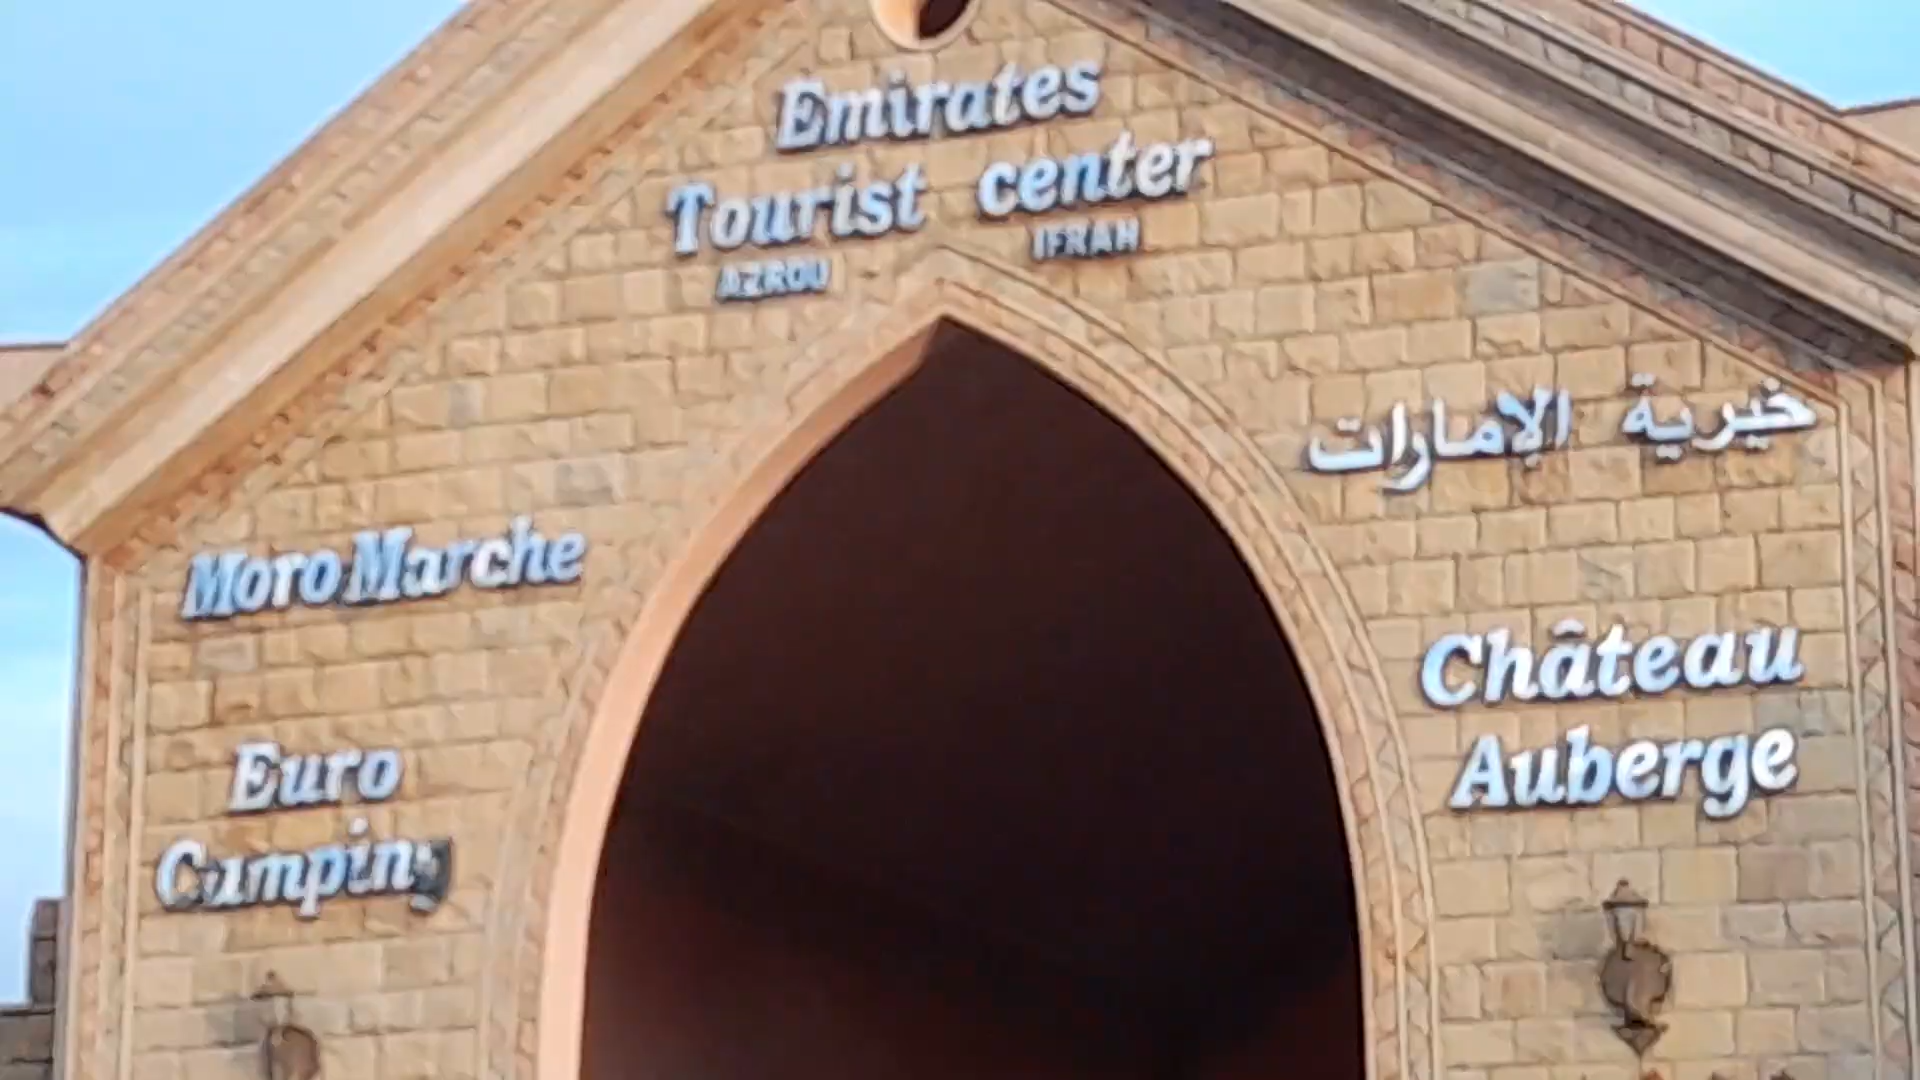 Emirates
Tourist center
AZROU IFRAH
خيرية الإمارات
Moro Marche
Château
Auberge
Euro
Camping